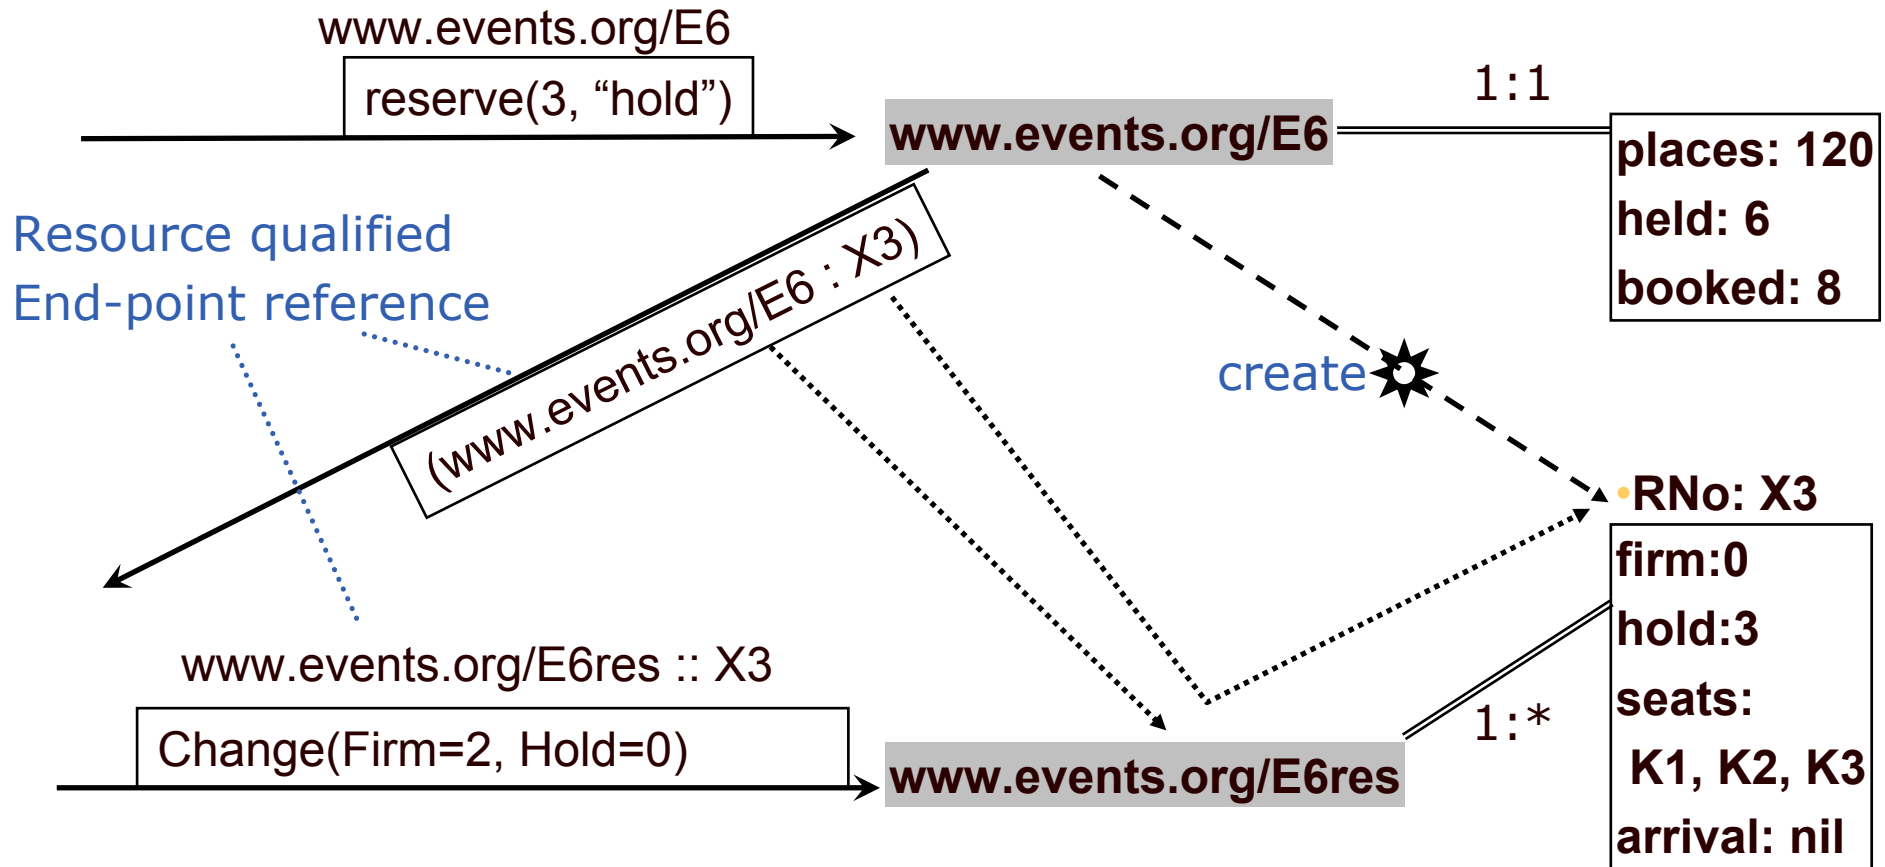 www.events.org/E6
reserve(3, “hold”)
www.events.org/E6
1:1
places: 120
held: 6
booked: 8
Resource qualified
End-point reference
(www.events.org/E6 : X3)
create
•RNo: X3
firm:0
hold:3
seats:
K1, K2, K3
arrival: nil
www.events.org/E6res :: X3
Change(Firm=2, Hold=0)
www.events.org/E6res
1:*